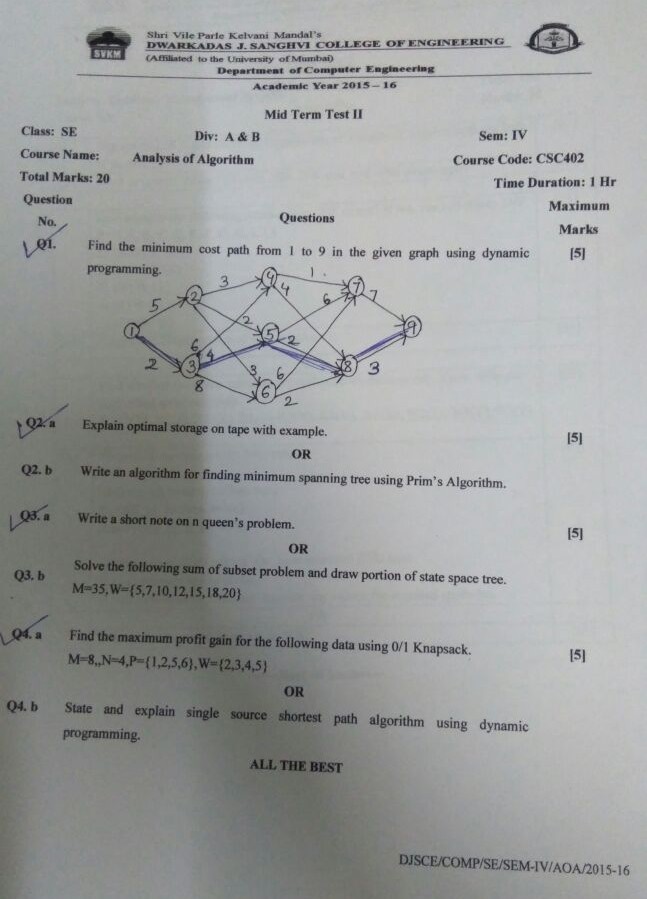 SVKM
Shri Vile Parle Kelvani Mandal's
DWARKADAS J. SANGHVI COLLEGE OF ENGINEERING
(Affiliated to the University of Mumbai)
Department of Computer Engineering
Academic Year 2015 – 16
Mid Term Test II
Class: SE Div: A & B Sem: IV
Course Name: Analysis of Algorithm Course Code: CSC402
Total Marks: 20 Time Duration: 1 Hr
Question No. Questions Maximum Marks
Q1. Find the minimum cost path from 1 to 9 in the given graph using dynamic [5]
programming.
4 1 7
3 4 6 7
5 2
2 5 9
1 2
6 4
2 3 3 6 8 3
8 6 2
Q2. a Explain optimal storage on tape with example. [5]
OR
Q2. b Write an algorithm for finding minimum spanning tree using Prim's Algorithm.
Q3. a Write a short note on n queen's problem. [5]
OR
Q3. b Solve the following sum of subset problem and draw portion of state space tree.
M=35,W={5,7,10,12,15,18,20}
Q4. a Find the maximum profit gain for the following data using 0/1 Knapsack. [5]
M=8,,N=4,P={1,2,5,6},W={2,3,4,5}
OR
Q4. b State and explain single source shortest path algorithm using dynamic
programming.
ALL THE BEST
DJSCE/COMP/SE/SEM-IV/AOA/2015-16